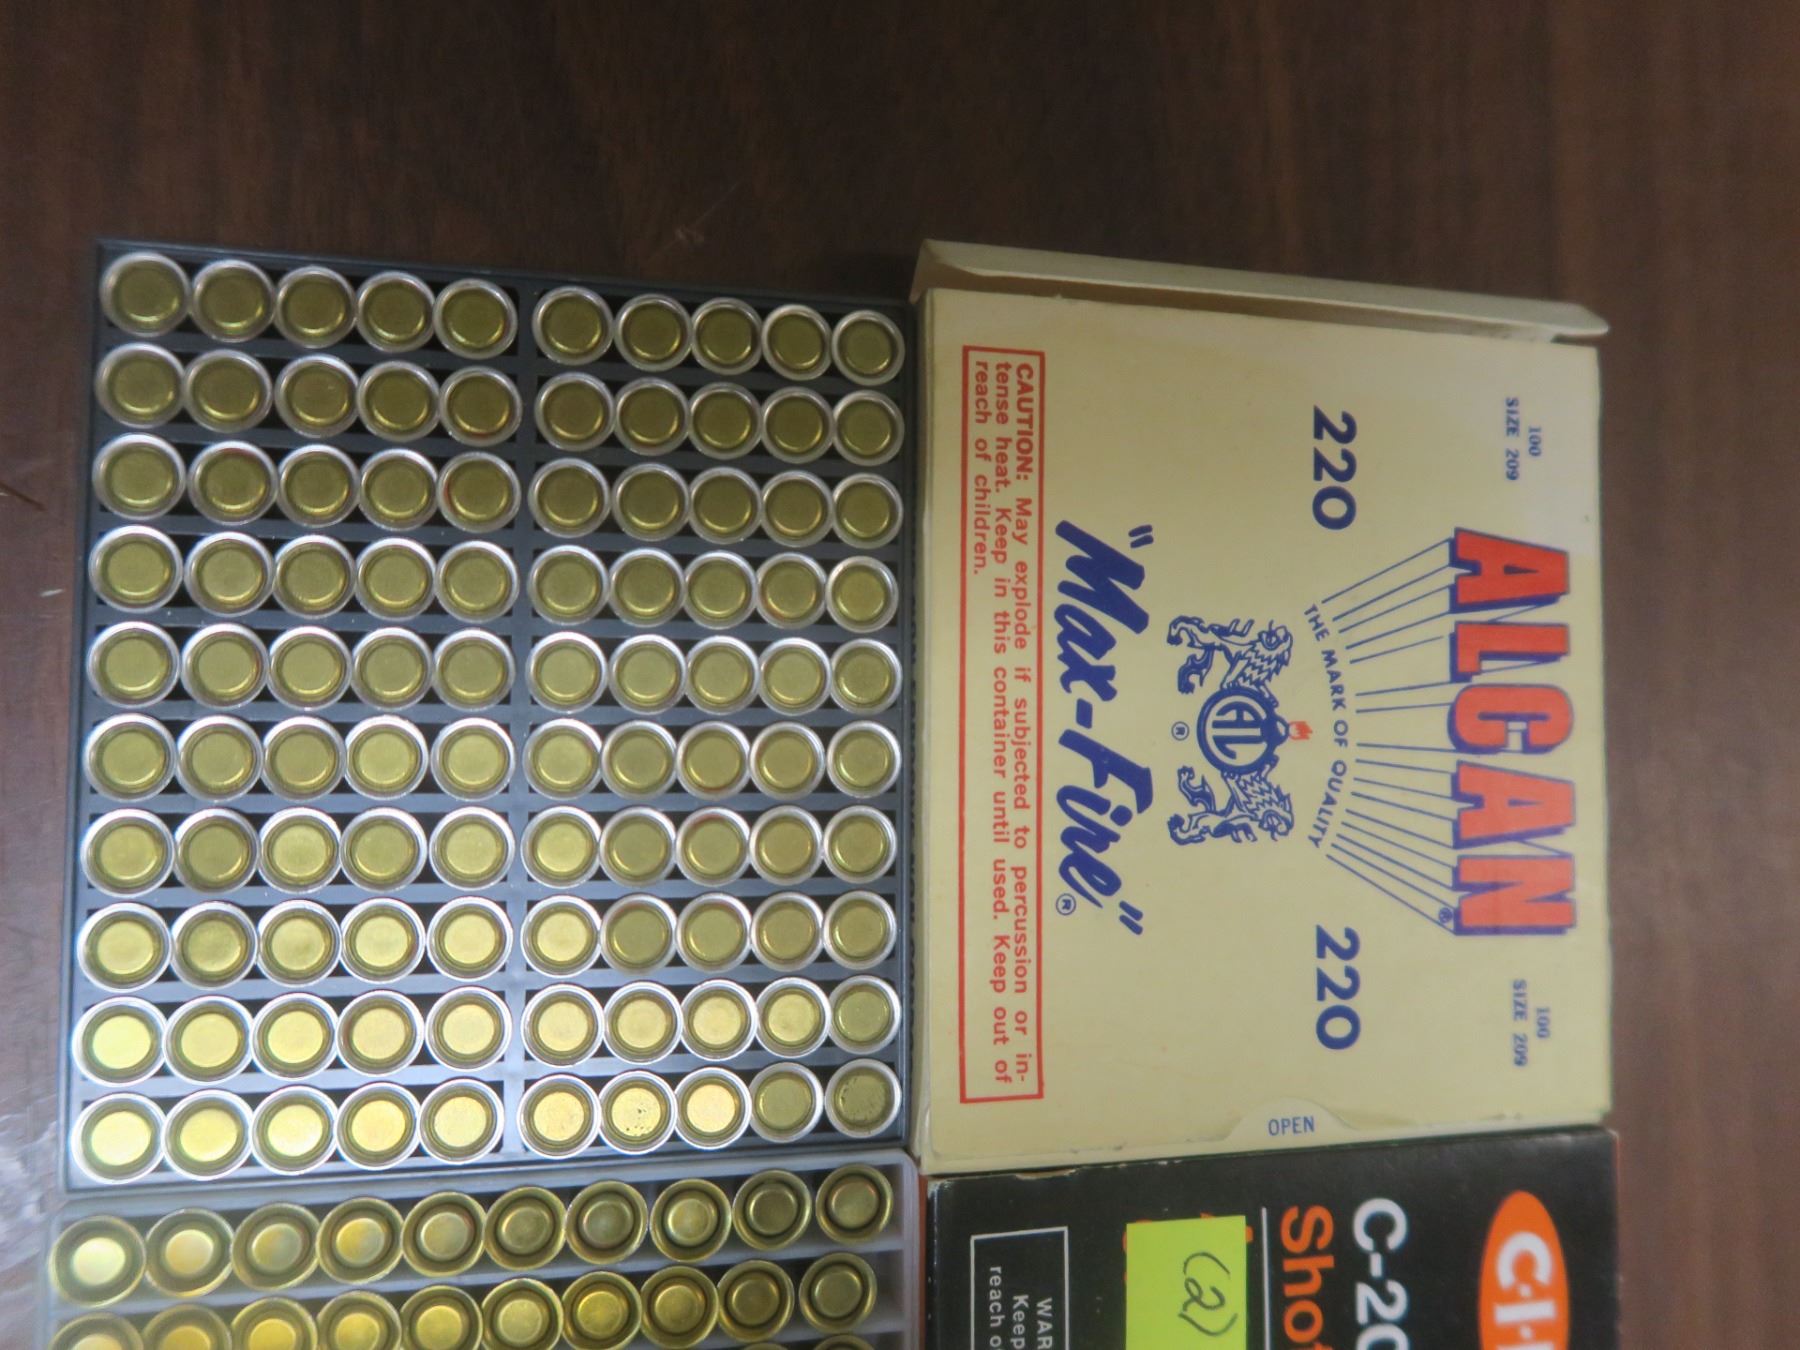 100
SIZE 209
ALCAN®
100
SIZE 209
220
THE MARK OF QUALITY
220
AL
®
"Max-Fire"®
CAUTION: May explode if subjected to percussion or in-
tense heat. Keep in this container until used. Keep out of
reach of children.
OPEN
C-I-
C-20
Sho
(2)
WAR
Keep
reach o